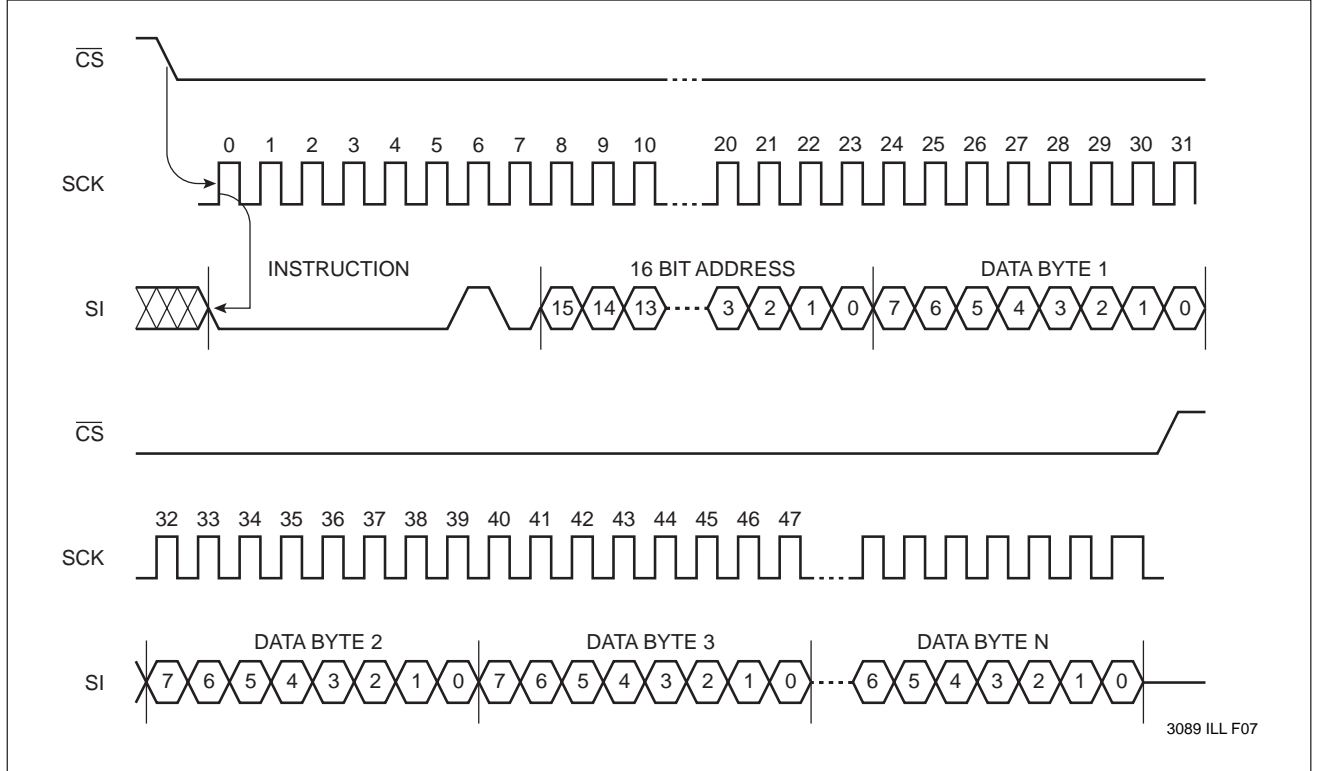 CS
0 1 2 3 4 5 6 7 8 9 10 20 21 22 23 24 25 26 27 28 29 30 31
SCK
INSTRUCTION 16 BIT ADDRESS DATA BYTE 1
SI 15 14 13 3 2 1 0 7 6 5 4 3 2 1 0
CS
32 33 34 35 36 37 38 39 40 41 42 43 44 45 46 47
SCK
DATA BYTE 2 DATA BYTE 3 DATA BYTE N
SI 7 6 5 4 3 2 1 0 7 6 5 4 3 2 1 0 6 5 4 3 2 1 0
3089 ILL F07